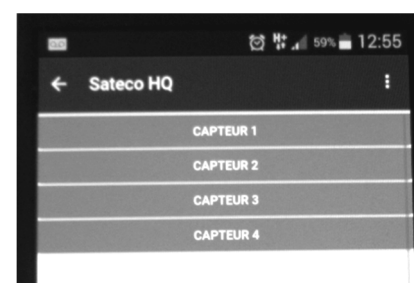 59% 12:55
Sateco HQ
CAPTEUR 1
CAPTEUR 2
CAPTEUR 3
CAPTEUR 4